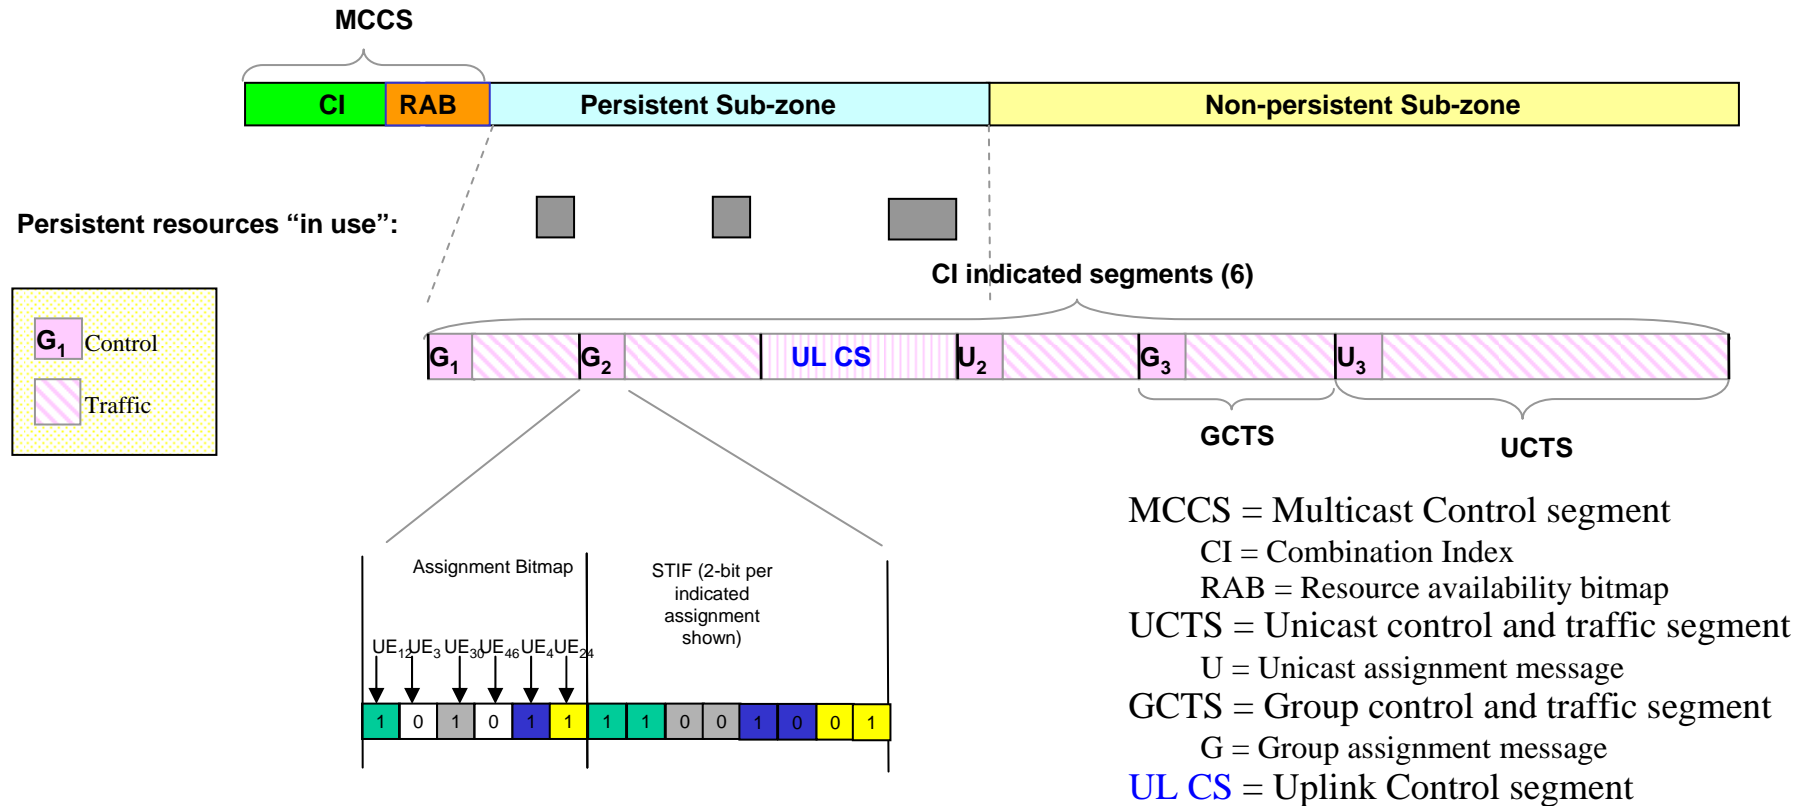 MCCS
CI RAB Persistent Sub-zone Non-persistent Sub-zone
Persistent resources “in use”:
CI indicated segments (6)
G1 Control
Traffic
G1 G2 UL CS U2 G3 U3
GCTS
UCTS
Assignment Bitmap
STIF (2-bit per
indicated
assignment
shown)
UE12 UE3 UE30 UE46 UE4 UE24
1 0 1 0 1 1 1 1 0 0 1 0 0 1
MCCS = Multicast Control segment
CI = Combination Index
RAB = Resource availability bitmap
UCTS = Unicast control and traffic segment
U = Unicast assignment message
GCTS = Group control and traffic segment
G = Group assignment message
UL CS = Uplink Control segment